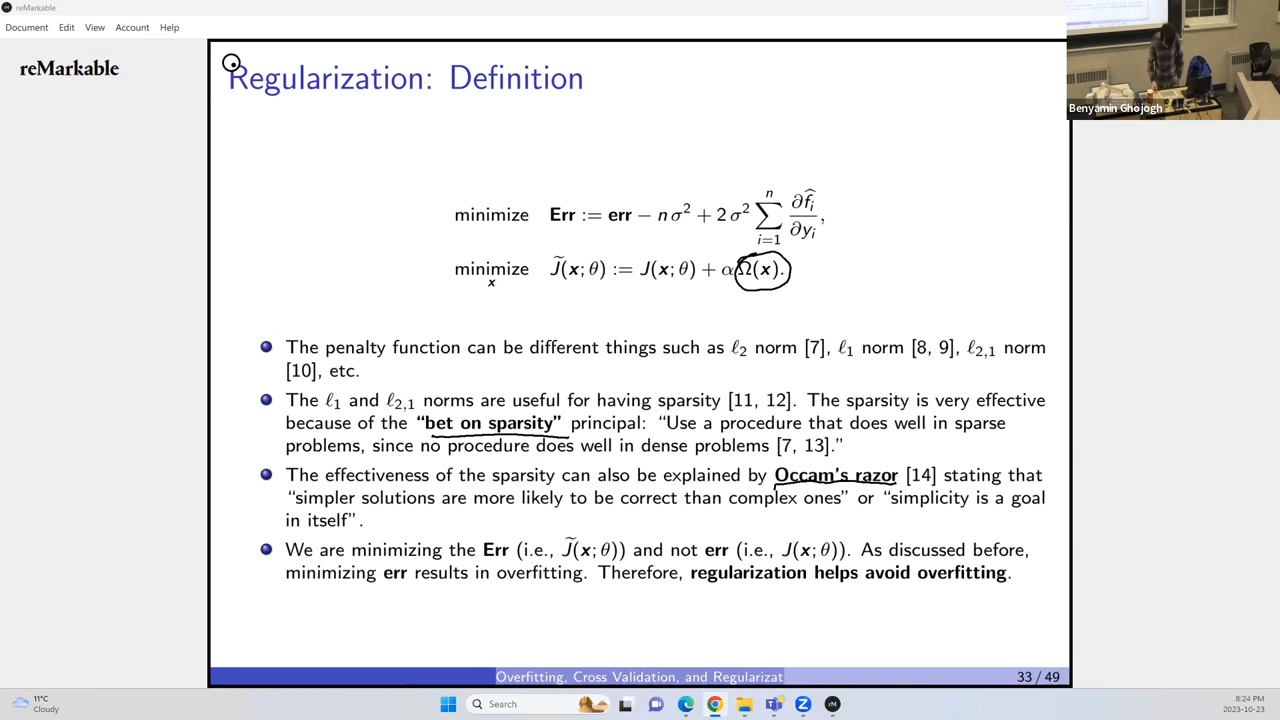 reMarkable
Document Edit View Account Help
reMarkable
Benyamin Ghojogh
Regularization: Definition
minimize Err := err − n σ² + 2 σ² ∑ᵢ₌₁ⁿ ∂f̂ᵢ/∂yᵢ,
minimize J̃(x; θ) := J(x; θ) + α Ω(x).
x
The penalty function can be different things such as ℓ₂ norm [7], ℓ₁ norm [8, 9], ℓ₂,₁ norm
[10], etc.
The ℓ₁ and ℓ₂,₁ norms are useful for having sparsity [11, 12]. The sparsity is very effective
because of the “bet on sparsity” principal: “Use a procedure that does well in sparse
problems, since no procedure does well in dense problems [7, 13].”
The effectiveness of the sparsity can also be explained by Occam’s razor [14] stating that
“simpler solutions are more likely to be correct than complex ones” or “simplicity is a goal
in itself”.
We are minimizing the Err (i.e., J̃(x; θ)) and not err (i.e., J(x; θ)). As discussed before,
minimizing err results in overfitting. Therefore, regularization helps avoid overfitting.
Overfitting, Cross Validation, and Regularizat
33 / 49
11°C
Cloudy
Search
8:24 PM
2023-10-23